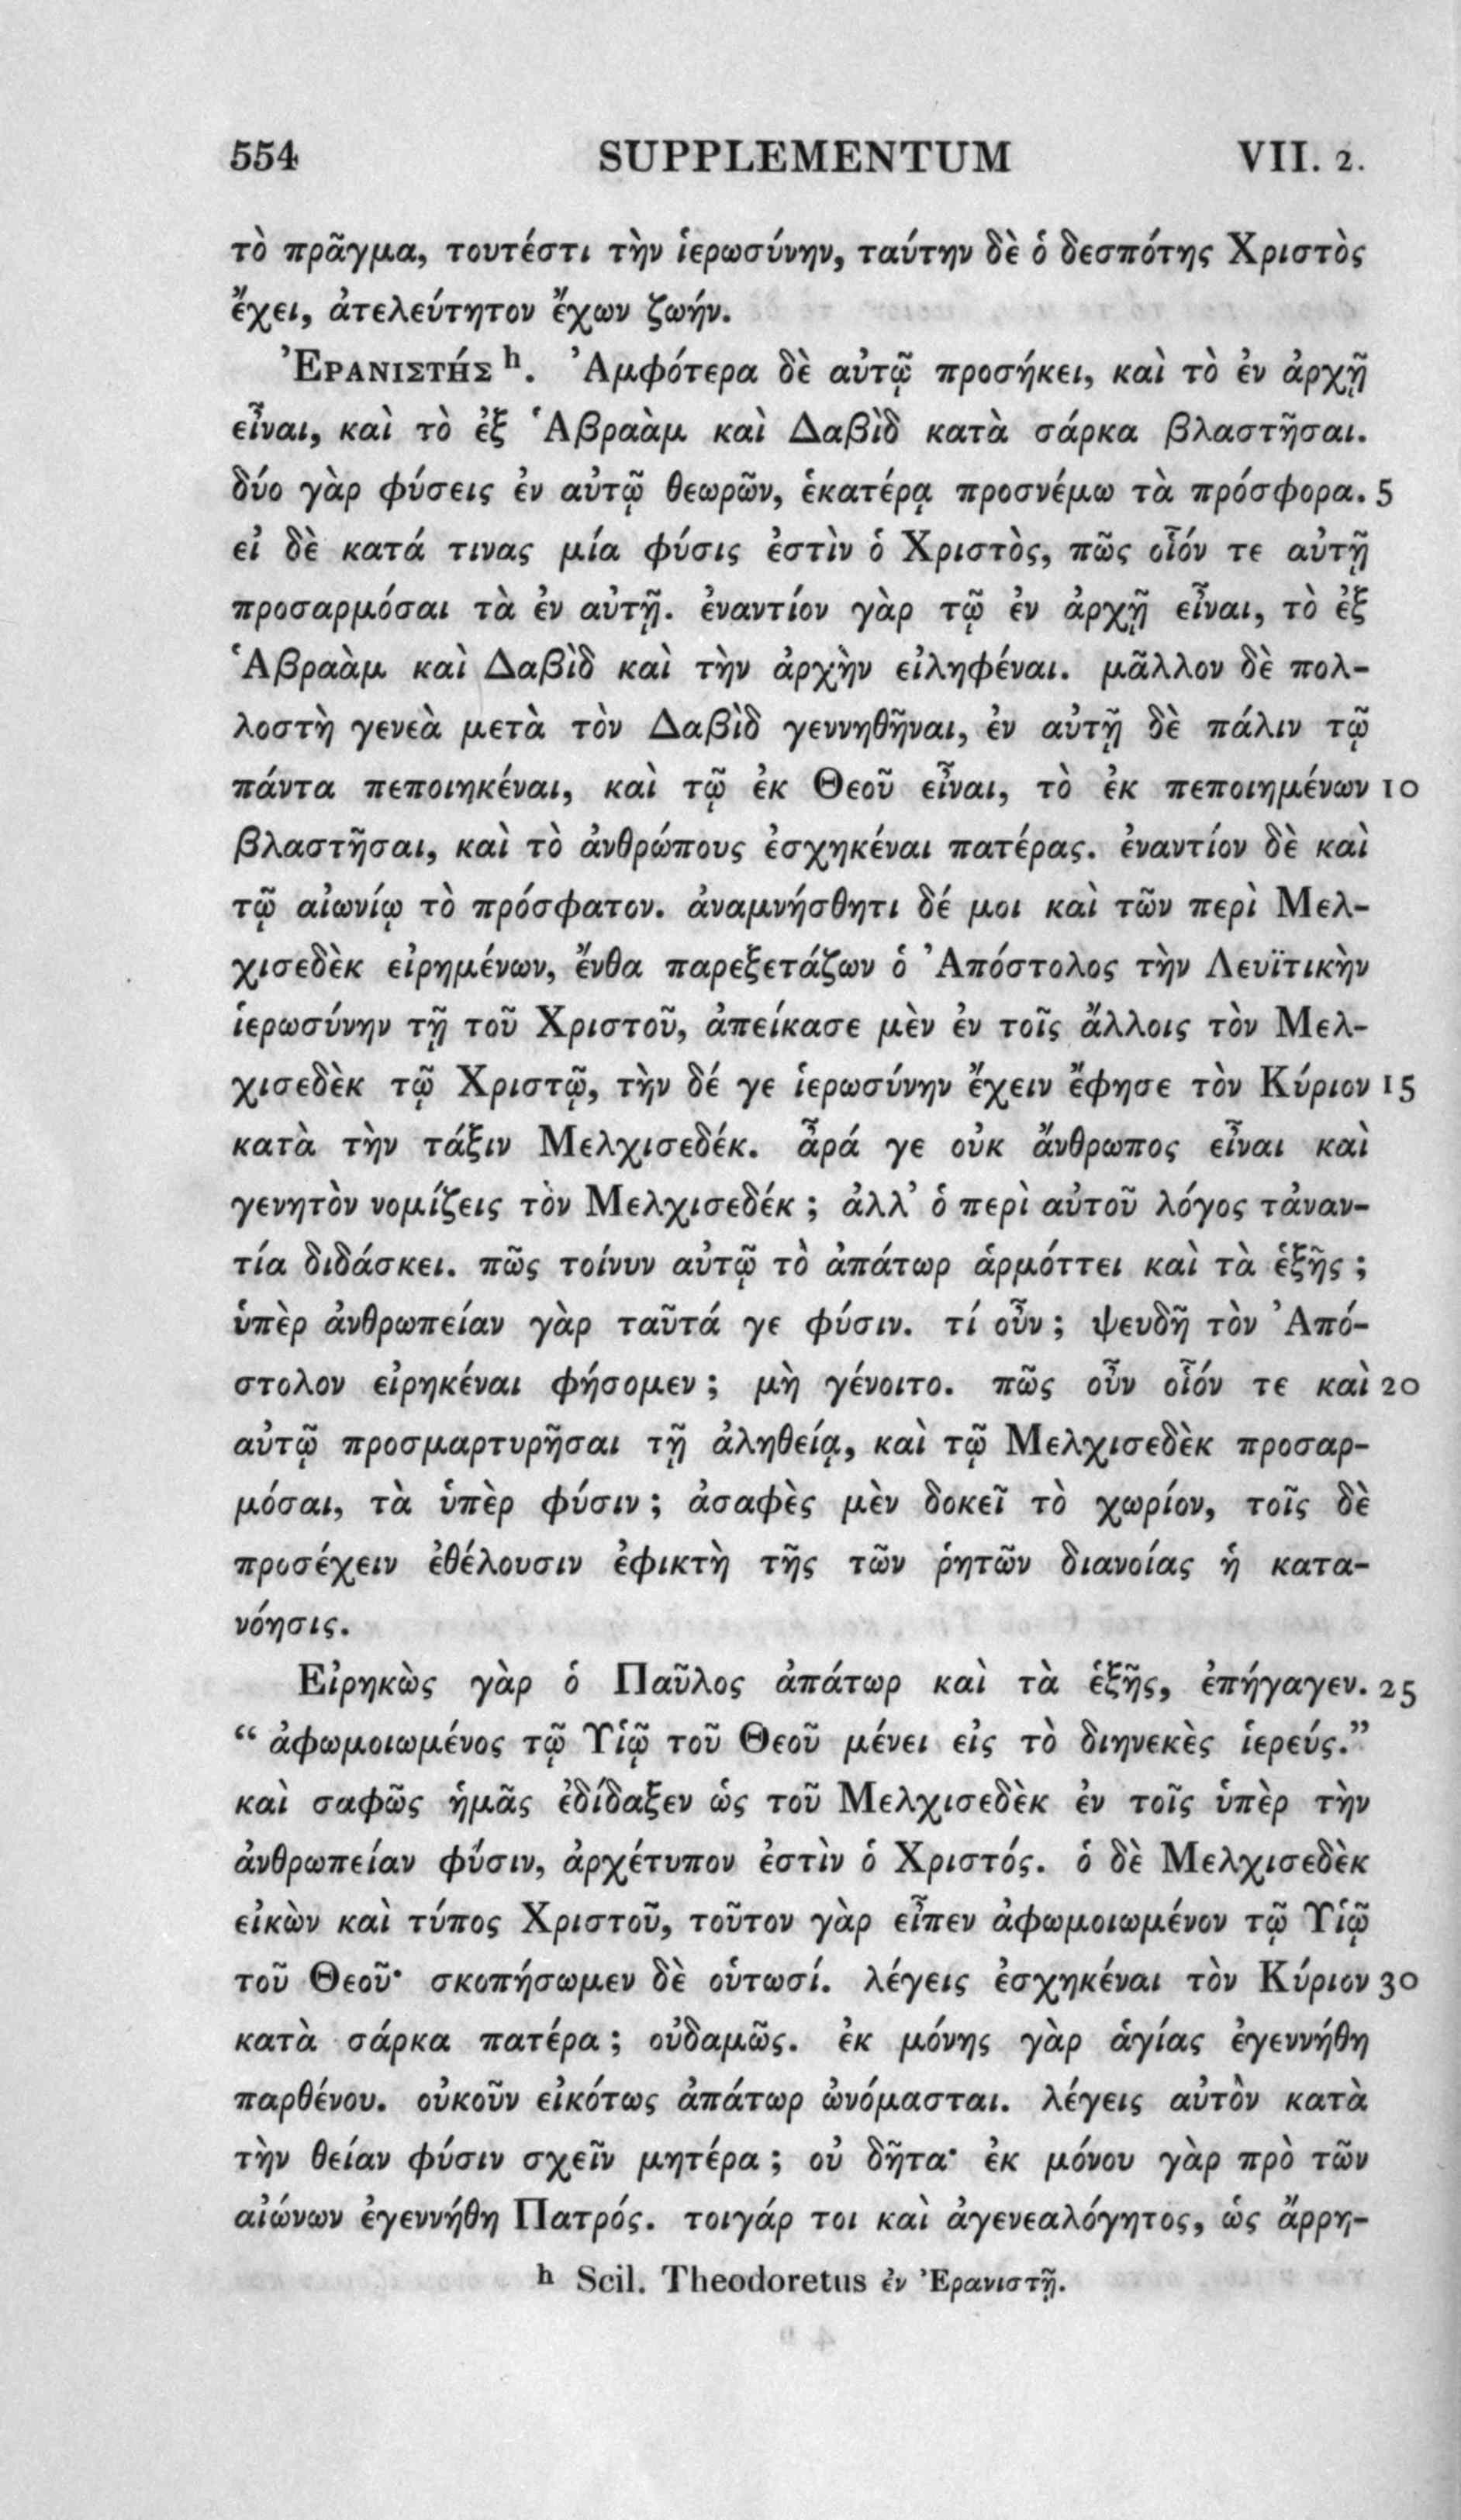 554 SUPPLEMENTUM VII. 2.
τὸ πρᾶγμα, τουτέστι τὴν ἱερωσύνην, ταύτην δὲ ὁ δεσπότης Χριστὸς
ἔχει, ἀτελεύτητον ἔχων ζωήν.
Ἐρανιστής h. Ἀμφότερα δὲ αὐτῷ προσήκει, καὶ τὸ ἐν ἀρχῇ
εἶναι, καὶ τὸ ἐξ Ἁβραὰμ καὶ Δαβὶδ κατὰ σάρκα βλαστῆσαι.
δύο γὰρ φύσεις ἐν αὐτῷ θεωρῶν, ἑκατέρᾳ προσνέμω τὰ πρόσφορα. 5
εἰ δὲ κατά τινας μία φύσις ἐστὶν ὁ Χριστὸς, πῶς οἷόν τε αὐτῇ
προσαρμόσαι τὰ ἐν αὐτῇ. ἐναντίον γὰρ τῷ ἐν ἀρχῇ εἶναι, τὸ ἐξ
Ἁβραὰμ καὶ Δαβὶδ καὶ τὴν ἀρχὴν εἰληφέναι. μᾶλλον δὲ πολ-
λοστὴ γενεὰ μετὰ τὸν Δαβὶδ γεννηθῆναι, ἐν αὐτῇ δὲ πάλιν τῷ
πάντα πεποιηκέναι, καὶ τῷ ἐκ Θεοῦ εἶναι, τὸ ἐκ πεποιημένων 10
βλαστῆσαι, καὶ τὸ ἀνθρώπους ἐσχηκέναι πατέρας. ἐναντίον δὲ καὶ
τῷ αἰωνίῳ τὸ πρόσφατον. ἀναμνήσθητι δέ μοι καὶ τῶν περὶ Μελ-
χισεδὲκ εἰρημένων, ἔνθα παρεξετάζων ὁ Ἀπόστολος τὴν Λευϊτικὴν
ἱερωσύνην τῇ τοῦ Χριστοῦ, ἀπείκασε μὲν ἐν τοῖς ἄλλοις τὸν Μελ-
χισεδὲκ τῷ Χριστῷ, τὴν δέ γε ἱερωσύνην ἔχειν ἔφησε τὸν Κύριον 15
κατὰ τὴν τάξιν Μελχισεδέκ. ἆρά γε οὐκ ἄνθρωπος εἶναι καὶ
γενητὸν νομίζεις τὸν Μελχισεδέκ ; ἀλλ’ ὁ περὶ αὐτοῦ λόγος τἀναν-
τία διδάσκει. πῶς τοίνυν αὐτῷ τὸ ἀπάτωρ ἁρμόττει καὶ τὰ ἑξῆς ;
ὑπὲρ ἀνθρωπείαν γὰρ ταῦτά γε φύσιν. τί οὖν ; ψευδῆ τὸν Ἀπό-
στολον εἰρηκέναι φήσομεν ; μὴ γένοιτο. πῶς οὖν οἷόν τε καὶ 20
αὐτῷ προσμαρτυρῆσαι τῇ ἀληθείᾳ, καὶ τῷ Μελχισεδὲκ προσαρ-
μόσαι, τὰ ὑπὲρ φύσιν ; ἀσαφὲς μὲν δοκεῖ τὸ χωρίον, τοῖς δὲ
προσέχειν ἐθέλουσιν ἐφικτὴ τῆς τῶν ῥητῶν διανοίας ἡ κατα-
νόησις.
Εἰρηκὼς γὰρ ὁ Παῦλος ἀπάτωρ καὶ τὰ ἑξῆς, ἐπήγαγεν. 25
“ ἀφωμοιωμένος τῷ Υἱῷ τοῦ Θεοῦ μένει εἰς τὸ διηνεκὲς ἱερεύς.”
καὶ σαφῶς ἡμᾶς ἐδίδαξεν ὡς τοῦ Μελχισεδὲκ ἐν τοῖς ὑπὲρ τὴν
ἀνθρωπείαν φύσιν, ἀρχέτυπον ἐστὶν ὁ Χριστός. ὁ δὲ Μελχισεδὲκ
εἰκὼν καὶ τύπος Χριστοῦ, τοῦτον γὰρ εἶπεν ἀφωμοιωμένον τῷ Υἱῷ
τοῦ Θεοῦ· σκοπήσωμεν δὲ οὑτωσί. λέγεις ἐσχηκέναι τὸν Κύριον 30
κατὰ σάρκα πατέρα ; οὐδαμῶς. ἐκ μόνης γὰρ ἁγίας ἐγεννήθη
παρθένου. οὐκοῦν εἰκότως ἀπάτωρ ὠνόμασται. λέγεις αὐτὸν κατὰ
τὴν θείαν φύσιν σχεῖν μητέρα ; οὐ δῆτα· ἐκ μόνου γὰρ πρὸ τῶν
αἰώνων ἐγεννήθη Πατρός. τοιγάρ τοι καὶ ἀγενεαλόγητος, ὡς ἄρρη-
h Scil. Theodoretus ἐν Ἐρανιστῇ.